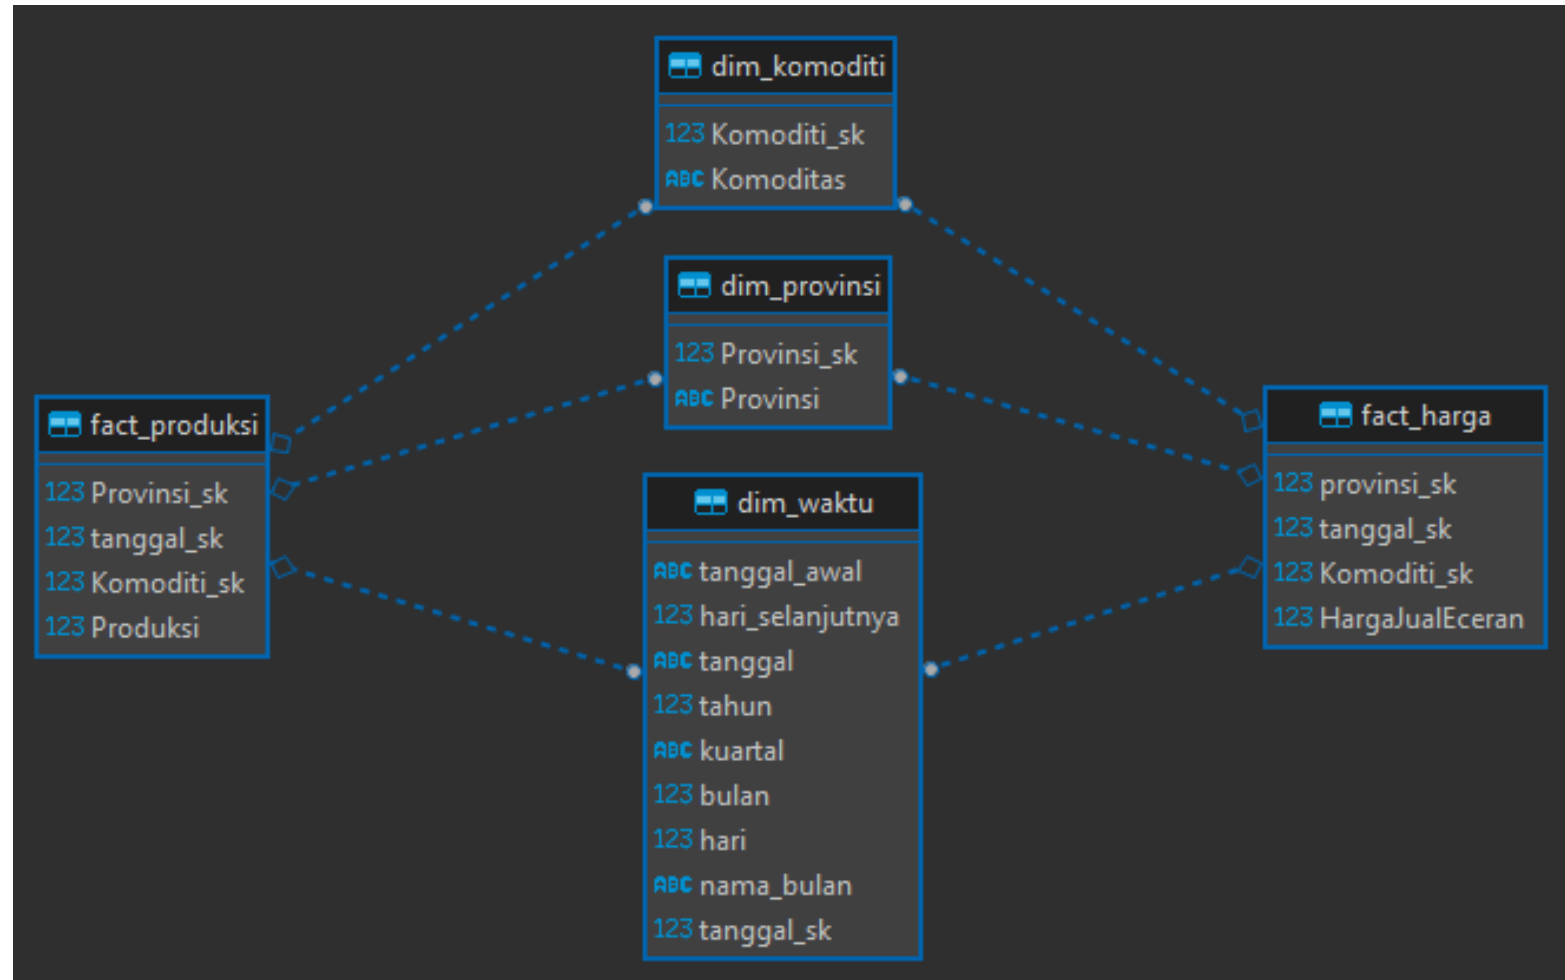 dim_komoditi
123 Komoditi_sk
ABC Komoditas
dim_provinsi
123 Provinsi_sk
ABC Provinsi
fact_produksi
123 Provinsi_sk
123 tanggal_sk
123 Komoditi_sk
123 Produksi
dim_waktu
ABC tanggal_awal
123 hari_selanjutnya
ABC tanggal
123 tahun
ABC kuartal
123 bulan
123 hari
ABC nama_bulan
123 tanggal_sk
fact_harga
123 provinsi_sk
123 tanggal_sk
123 Komoditi_sk
123 HargaJualEceran